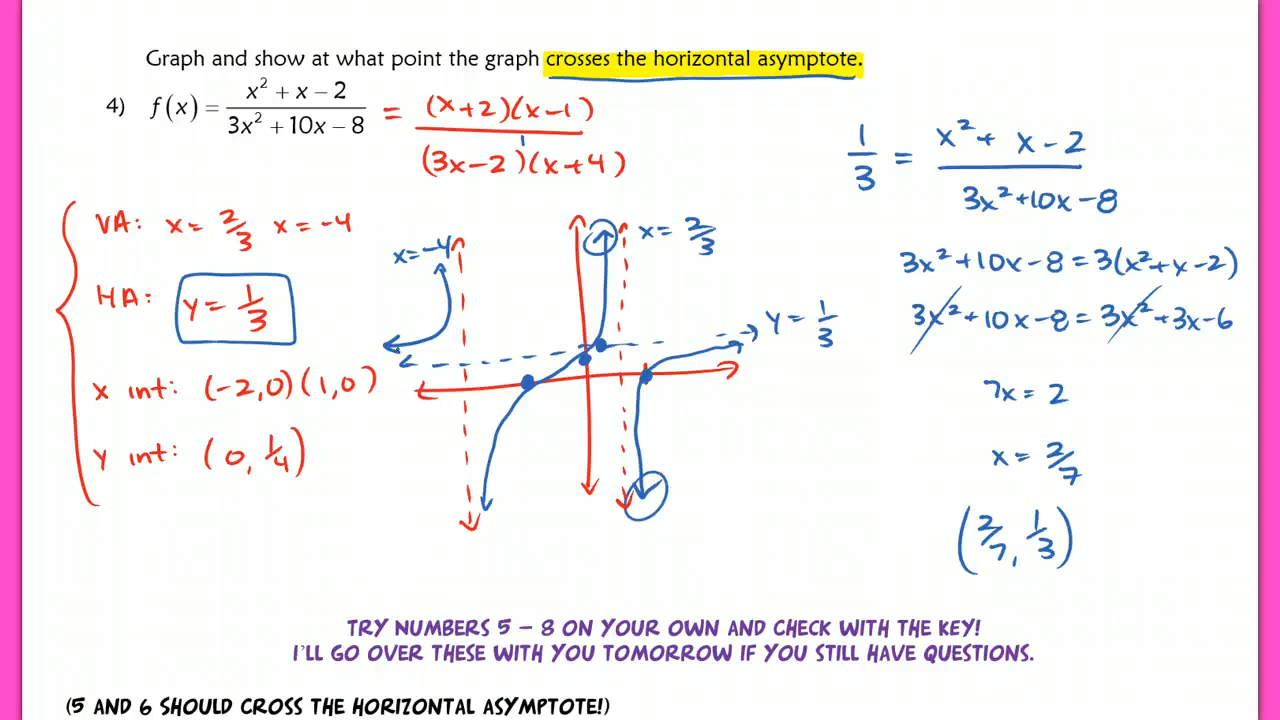 Graph and show at what point the graph crosses the horizontal asymptote.
4) f(x) = (x² + x − 2)/(3x² + 10x − 8) = (x+2)(x−1)/(3x−2)(x+4)
VA: x = 2/3 x = −4
HA: y = 1/3
x int: (−2,0)(1,0)
y int: (0, 1/4)
x=−4
x = 2/3
y = 1/3
1/3 = (x² + x − 2)/(3x² + 10x − 8)
3x² + 10x − 8 = 3(x² + x − 2)
3x² + 10x − 8 = 3x² + 3x − 6
7x = 2
x = 2/7
(2/7, 1/3)
TRY NUMBERS 5 – 8 ON YOUR OWN AND CHECK WITH THE KEY!
I'LL GO OVER THESE WITH YOU TOMORROW IF YOU STILL HAVE QUESTIONS.
(5 AND 6 SHOULD CROSS THE HORIZONTAL ASYMPTOTE!)